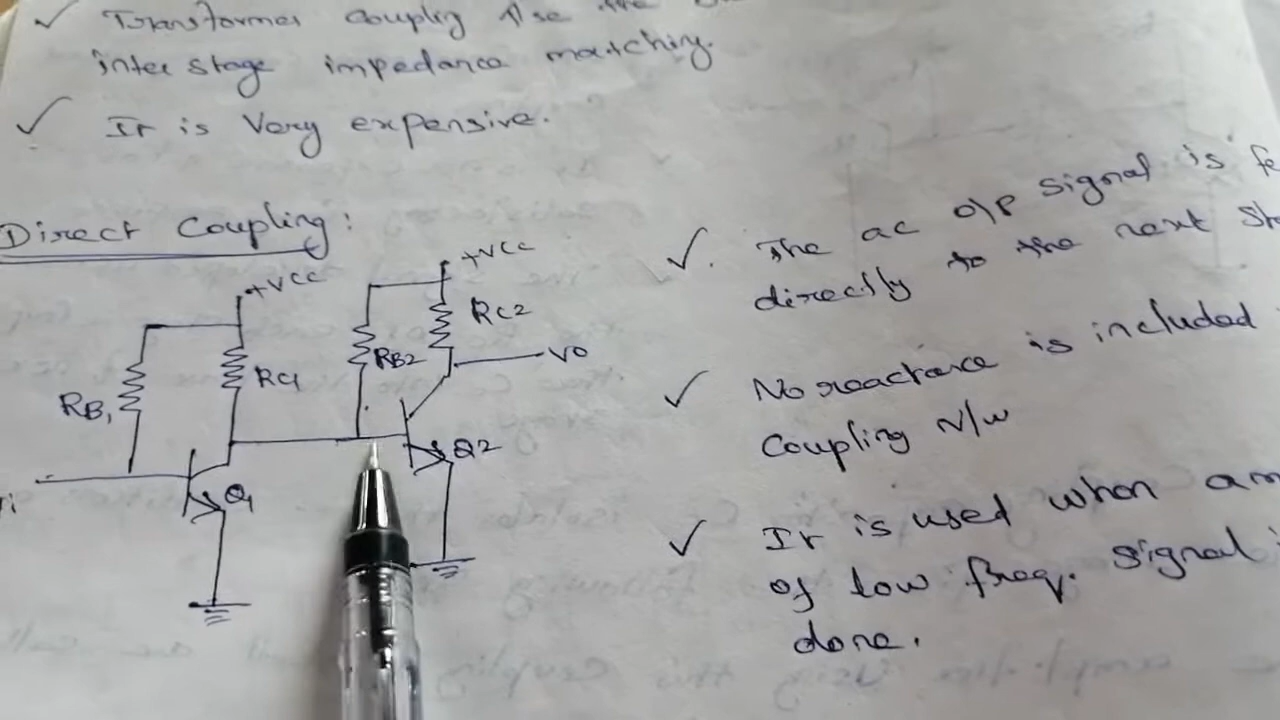 ✓ Transformer coupling
inter stage impedance matching.
✓ It is Very expensive.
Direct Coupling:
+VCC
+VCC
RB1
RC1
RB2
RC2
VO
Q1
Q2
✓. The ac O/P signal is
directly to the next
✓ No reactance is included
Coupling N/w
✓ It is used when
of low freq. signal
done.